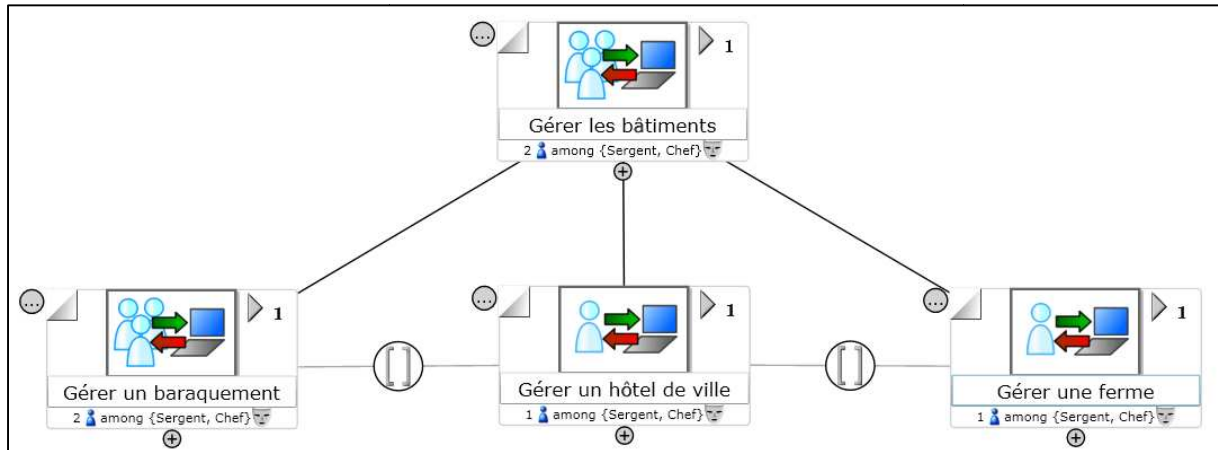 ... 1
Gérer les bâtiments
2 among {Sergent, Chef}
+
... 1
Gérer un baraquement
2 among {Sergent, Chef}
+
[]
... 1
Gérer un hôtel de ville
1 among {Sergent, Chef}
+
[]
... 1
Gérer une ferme
1 among {Sergent, Chef}
+